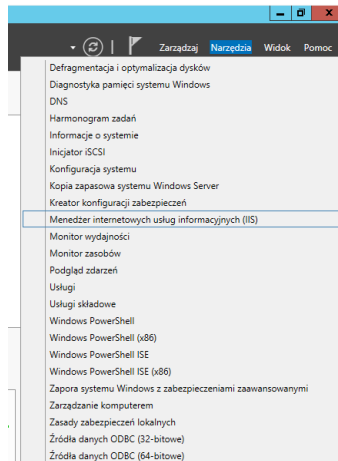 Zarządzaj Narzędzia Widok Pomoc
Defragmentacja i optymalizacja dysków
Diagnostyka pamięci systemu Windows
DNS
Harmonogram zadań
Informacje o systemie
Inicjator iSCSI
Konfiguracja systemu
Kopia zapasowa systemu Windows Server
Kreator konfiguracji zabezpieczeń
Menedżer internetowych usług informacyjnych (IIS)
Monitor wydajności
Monitor zasobów
Podgląd zdarzeń
Usługi
Usługi składowe
Windows PowerShell
Windows PowerShell (x86)
Windows PowerShell ISE
Windows PowerShell ISE (x86)
Zapora systemu Windows z zabezpieczeniami zaawansowanymi
Zarządzanie komputerem
Zasady zabezpieczeń lokalnych
Źródła danych ODBC (32-bitowe)
Źródła danych ODBC (64-bitowe)